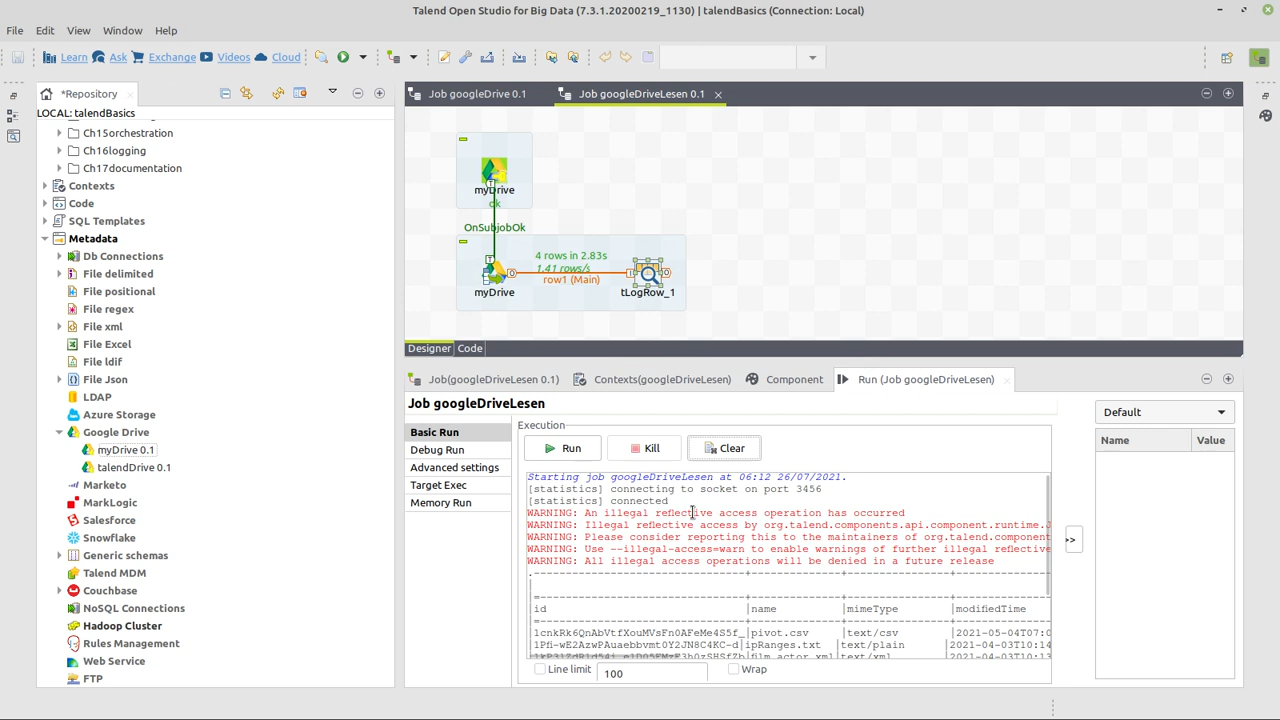 Talend Open Studio for Big Data (7.3.1.20200219_1130) | talendBasics (Connection: Local)
File Edit View Window Help
Learn Ask Exchange Videos Cloud
*Repository
LOCAL: talendBasics
Ch15orchestration
Ch16logging
Ch17documentation
Contexts
Code
SQL Templates
Metadata
Db Connections
File delimited
File positional
File regex
File xml
File Excel
File ldif
File Json
LDAP
Azure Storage
Google Drive
myDrive 0.1
talendDrive 0.1
Marketo
MarkLogic
Salesforce
Snowflake
Generic schemas
Talend MDM
Couchbase
NoSQL Connections
Hadoop Cluster
Rules Management
Web Service
FTP
Job googleDrive 0.1
Job googleDriveLesen 0.1
myDrive
ok
OnSubjobOk
4 rows in 2.83s
1.41 rows/s
row1 (Main)
myDrive
tLogRow_1
Designer Code
Job(googleDriveLesen 0.1) Contexts(googleDriveLesen) Component Run (Job googleDriveLesen)
Job googleDriveLesen
Basic Run
Debug Run
Advanced settings
Target Exec
Memory Run
Execution
Run Kill Clear
Starting job googleDriveLesen at 06:12 26/07/2021.
[statistics] connecting to socket on port 3456
[statistics] connected
WARNING: An illegal reflective access operation has occurred
WARNING: Illegal reflective access by org.talend.components.api.component.runtime.
WARNING: Please consider reporting this to the maintainers of org.talend.component
WARNING: Use --illegal-access=warn to enable warnings of further illegal reflective
WARNING: All illegal access operations will be denied in a future release
id |name |mimeType |modifiedTime
|1cnkRk6QnAbVtfXouMVsFn0AFeMe4S5f_|pivot.csv |text/csv |2021-05-04T07:0
|1Pfi-wE2AzwPAuaebbvmt0Y2JN8C4KC-d|ipRanges.txt |text/plain |2021-04-03T10:14
|film_actor.xml|text/xml |2021-04-03T10:13
Line limit 100 Wrap
>>
Default
Name Value